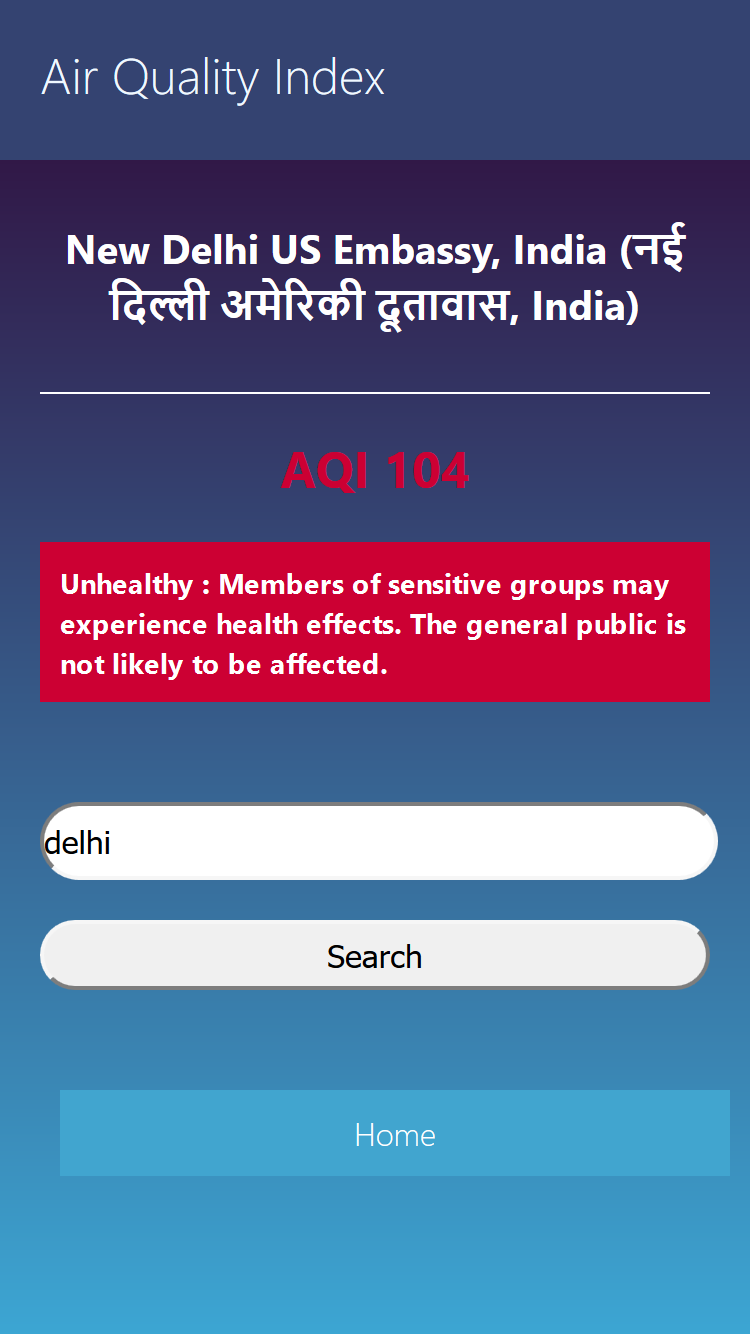 Air Quality Index
New Delhi US Embassy, India (नई
दिल्ली अमेरिकी दूतावास, India)
AQI 104
Unhealthy : Members of sensitive groups may
experience health effects. The general public is
not likely to be affected.
delhi
Search
Home